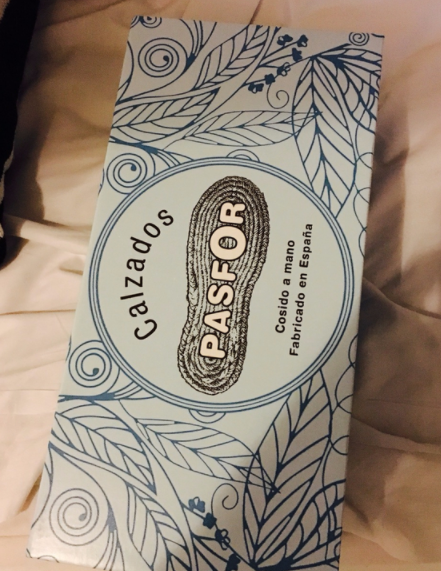 Calzados
PASFOR
Cosido a mano
Fabricado en España